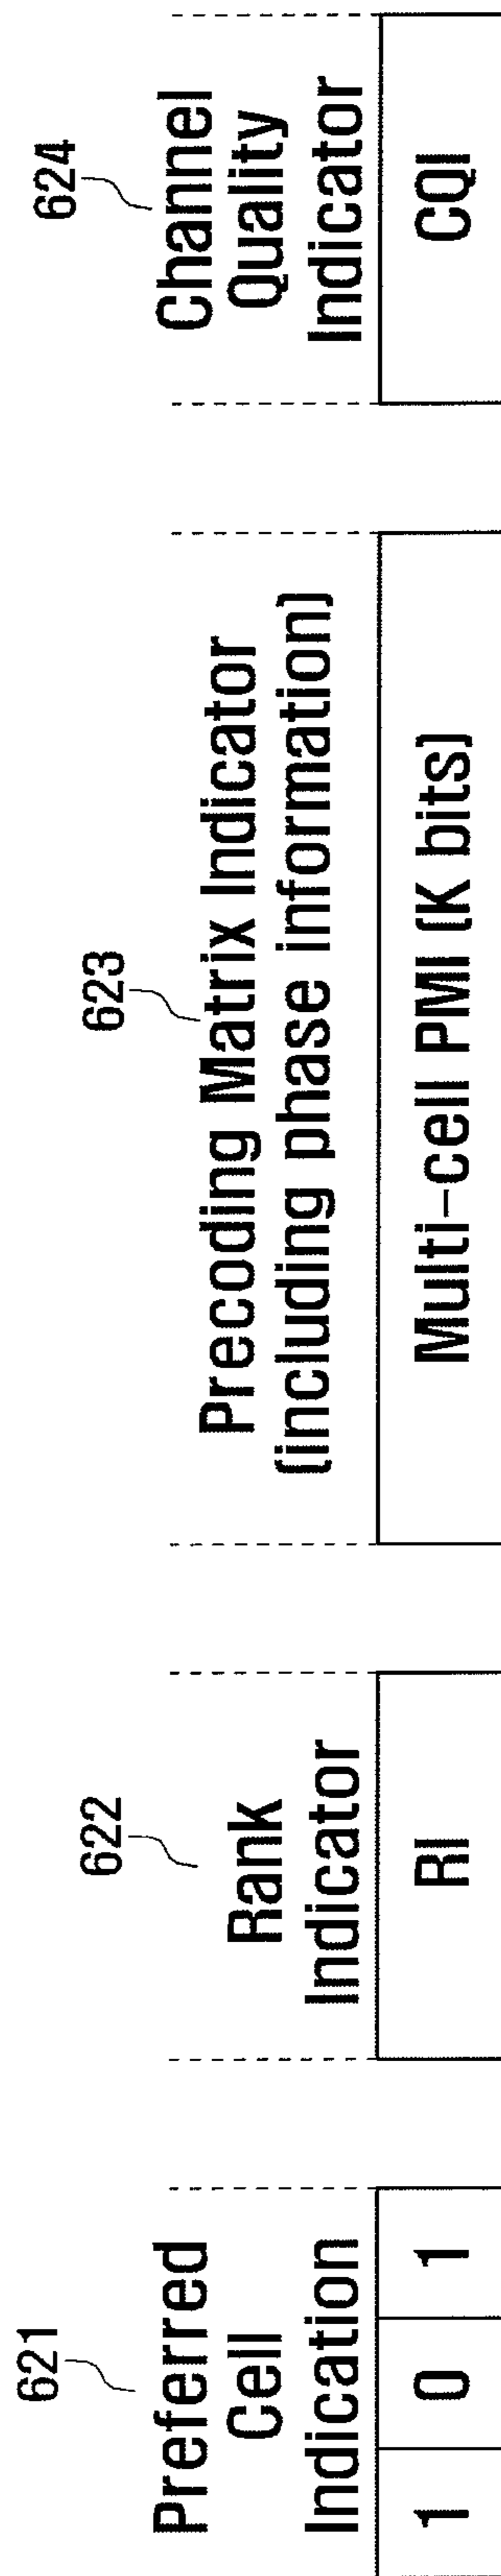 621
Preferred
Cell
Indication
1 0 1
622
Rank
Indicator
RI
623
Precoding Matrix Indicator
(including phase information)
Multi-cell PMI (K bits)
624
Channel
Quality
Indicator
CQI